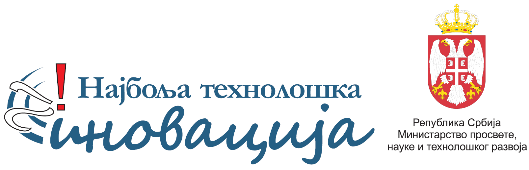 Најбоља технолошка
иновација
Република Србија
Министарство просвете,
науке и технолошког развоја